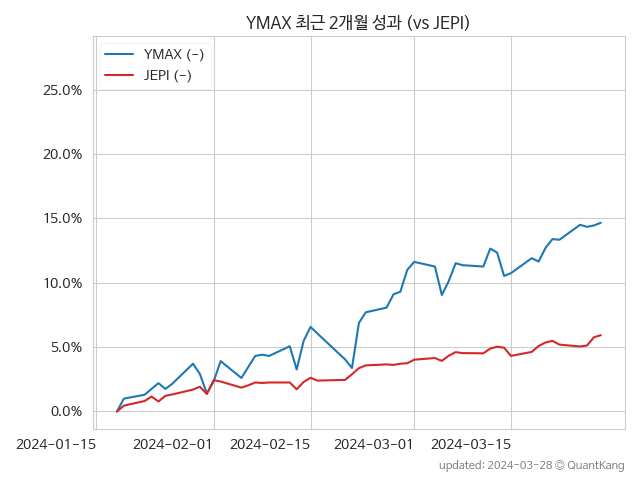 YMAX 최근 2개월 성과 (vs JEPI)
YMAX (-)
JEPI (-)
25.0%
20.0%
15.0%
10.0%
5.0%
0.0%
2024-01-15 2024-02-01 2024-02-15 2024-03-01 2024-03-15
updated: 2024-03-28 © QuantKang